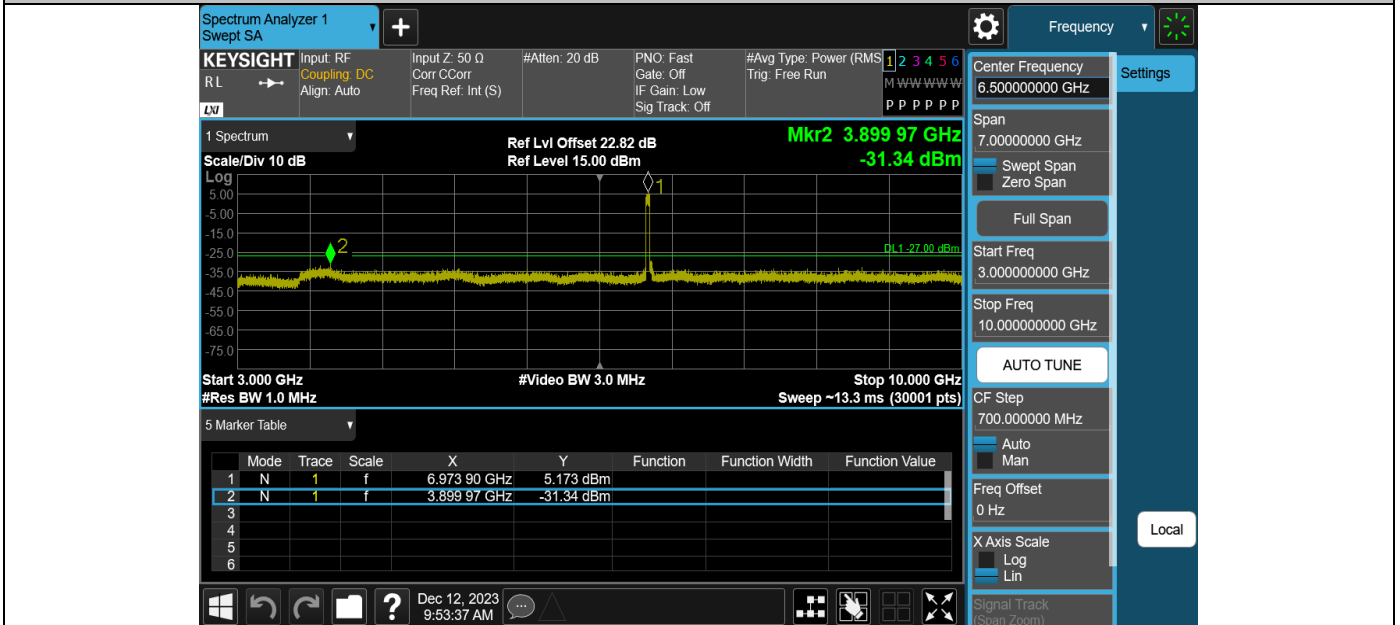 Spectrum Analyzer 1
Swept SA
+
Frequency
KEYSIGHT
RL
LXI
Input: RF
Coupling: DC
Align: Auto
Input Z: 50 Ω
Corr CCorr
Freq Ref: Int (S)
#Atten: 20 dB
PNO: Fast
Gate: Off
IF Gain: Low
Sig Track: Off
#Avg Type: Power (RMS
Trig: Free Run
1 2 3 4 5 6
M W W W W W
P P P P P P
1 Spectrum
Scale/Div 10 dB
Log
Ref Lvl Offset 22.82 dB
Ref Level 15.00 dBm
Mkr2 3.899 97 GHz
-31.34 dBm
5.00
-5.00
-15.0
-25.0
-35.0
-45.0
-55.0
-65.0
-75.0
1
2
DL1 -27.00 dBm
Start 3.000 GHz
#Video BW 3.0 MHz
Stop 10.000 GHz
#Res BW 1.0 MHz
Sweep ~13.3 ms (30001 pts)
5 Marker Table
Mode Trace Scale X Y Function Function Width Function Value
1 N 1 f 6.973 90 GHz 5.173 dBm
2 N 1 f 3.899 97 GHz -31.34 dBm
3
4
5
6
?
Dec 12, 2023
9:53:37 AM
Center Frequency
6.500000000 GHz
Span
7.00000000 GHz
Swept Span
Zero Span
Full Span
Start Freq
3.000000000 GHz
Stop Freq
10.000000000 GHz
AUTO TUNE
CF Step
700.000000 MHz
Auto
Man
Freq Offset
0 Hz
X Axis Scale
Log
Lin
Signal Track
(Span Zoom)
Settings
Local